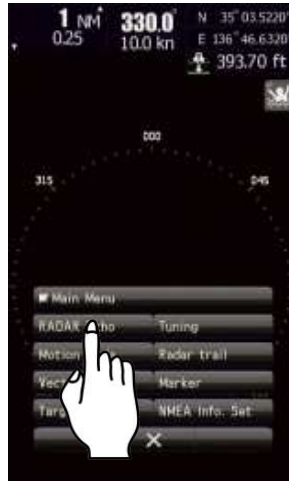 1 NM 330.0° N 35°03.5220'
0.25 10.0 kn E 136°46.6320
393.70 ft
000
315 045
Main Menu
RADAR Tuning
Motion Radar trail
Marker
NMEA Info. Set